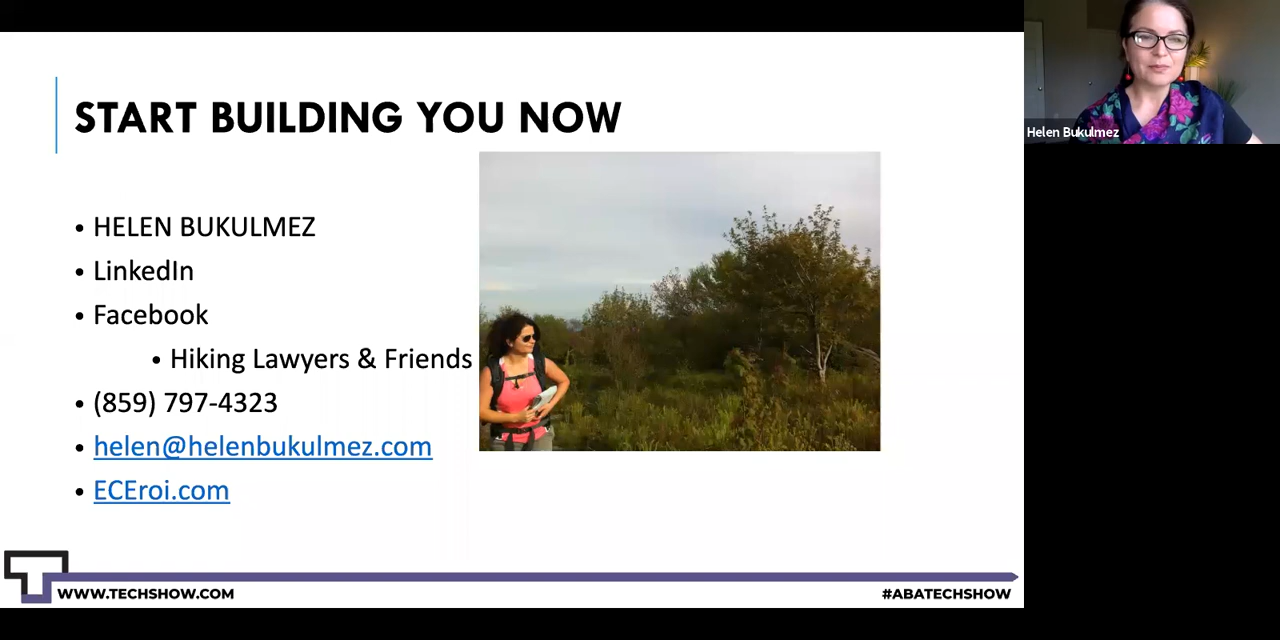 START BUILDING YOU NOW
• HELEN BUKULMEZ
• LinkedIn
• Facebook
• Hiking Lawyers & Friends
• (859) 797-4323
• helen@helenbukulmez.com
• ECEroi.com
WWW.TECHSHOW.COM
#ABATECHSHOW
Helen Bukulmez